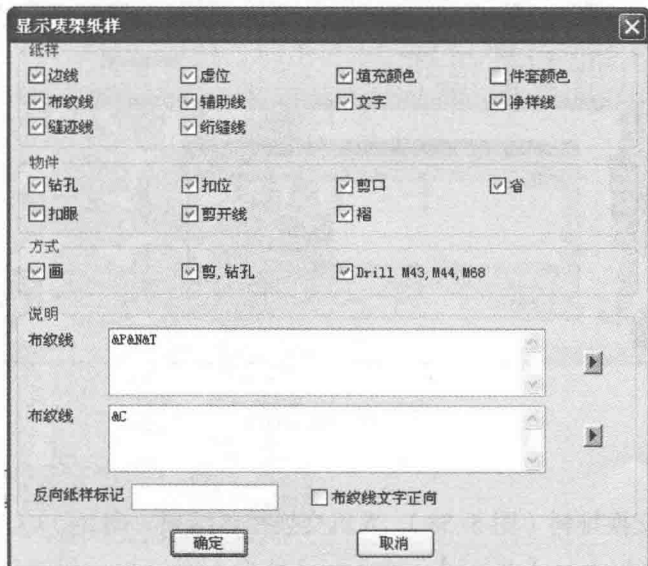 显示唛架纸样
纸样
边线 虚位 填充颜色 件套颜色
布纹线 辅助线 文字 净样线
缝迹线 绗缝线
物件
钻孔 扣位 剪口 省
扣眼 剪开线 褶
方式
画 剪,钻孔 Drill M43,M44,M68
说明
布纹线 &P&N&T
布纹线 &C
反向纸样标记 布纹线文字正向
确定 取消